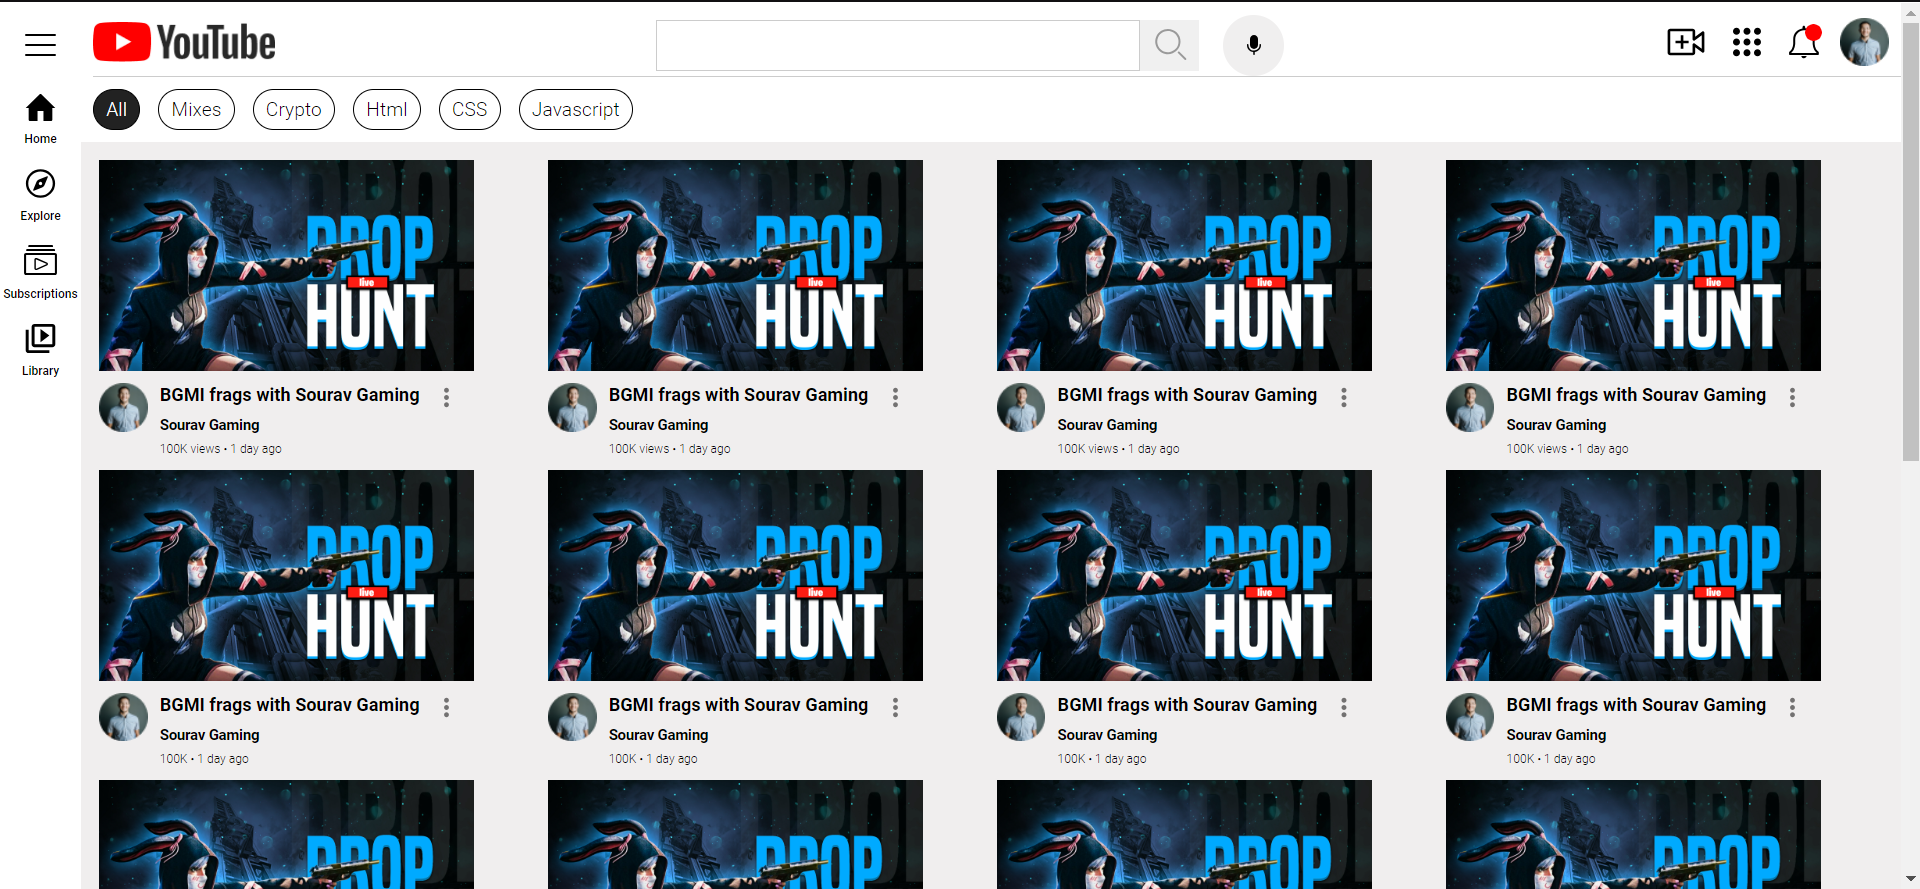 YouTube
All Mixes Crypto Html CSS Javascript
Home
Explore
Subscriptions
Library
DROP DROP DROP DROP
live live live live
HUNT HUNT HUNT HUNT
BGMI frags with Sourav Gaming BGMI frags with Sourav Gaming BGMI frags with Sourav Gaming BGMI frags with Sourav Gaming
Sourav Gaming Sourav Gaming Sourav Gaming Sourav Gaming
100K views • 1 day ago 100K views • 1 day ago 100K views • 1 day ago 100K views • 1 day ago
DROP DROP DROP DROP
live live live live
HUNT HUNT HUNT HUNT
BGMI frags with Sourav Gaming BGMI frags with Sourav Gaming BGMI frags with Sourav Gaming BGMI frags with Sourav Gaming
Sourav Gaming Sourav Gaming Sourav Gaming Sourav Gaming
100K • 1 day ago 100K • 1 day ago 100K • 1 day ago 100K • 1 day ago
DROP DROP DROP DROP